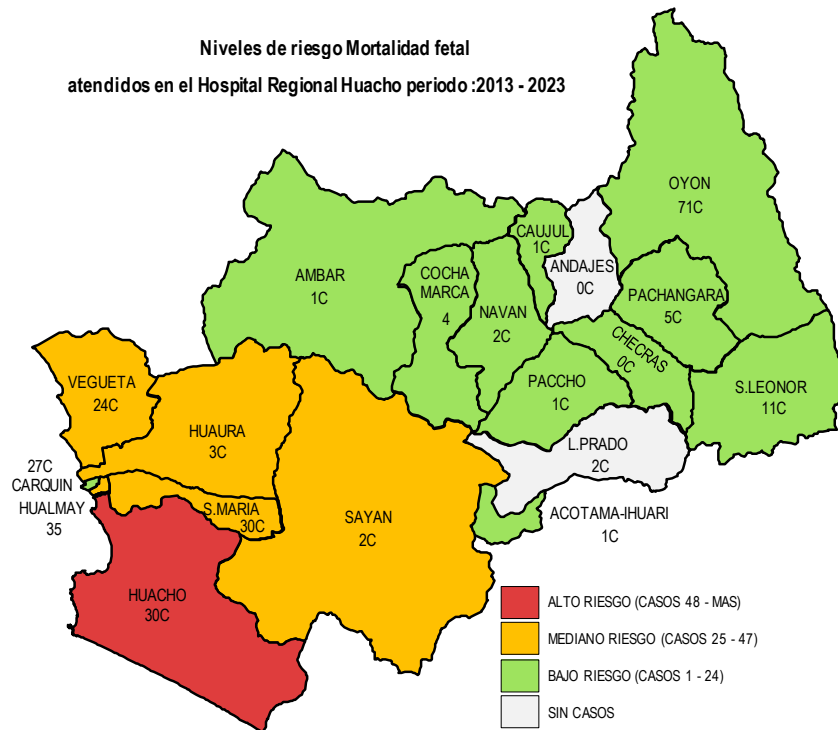 Niveles de riesgo Mortalidad fetal
atendidos en el Hospital Regional Huacho periodo :2013 - 2023
OYON
71C
CAUJUL
1C
ANDAJES
0C
AMBAR
1C
COCHA
MARCA
4
NAVAN
2C
PACHANGARA
5C
CHECRAS
0C
PACCHO
1C
S.LEONOR
11C
VEGUETA
24C
HUAURA
3C
L.PRADO
2C
27C
CARQUIN
HUALMAY
35
S.MARIA
30C
SAYAN
2C
ACOTAMA-IHUARI
1C
HUACHO
30C
ALTO RIESGO (CASOS 48 - MAS)
MEDIANO RIESGO (CASOS 25 - 47)
BAJO RIESGO (CASOS 1 - 24)
SIN CASOS